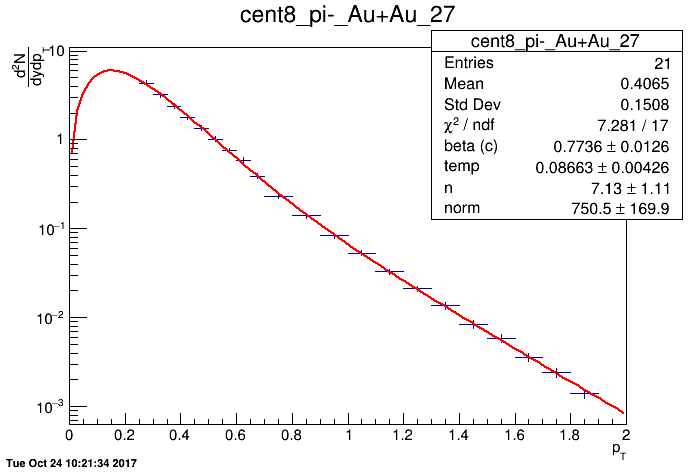 cent8_pi-_Au+Au_27
cent8_pi-_Au+Au_27
Entries 21
Mean 0.4065
Std Dev 0.1508
χ² / ndf 7.281 / 17
beta (c) 0.7736 ± 0.0126
temp 0.08663 ± 0.00426
n 7.13 ± 1.11
norm 750.5 ± 169.9
d²N
dydp_T
10
1
10⁻¹
10⁻²
10⁻³
0 0.2 0.4 0.6 0.8 1 1.2 1.4 1.6 1.8 2
p_T
Tue Oct 24 10:21:34 2017